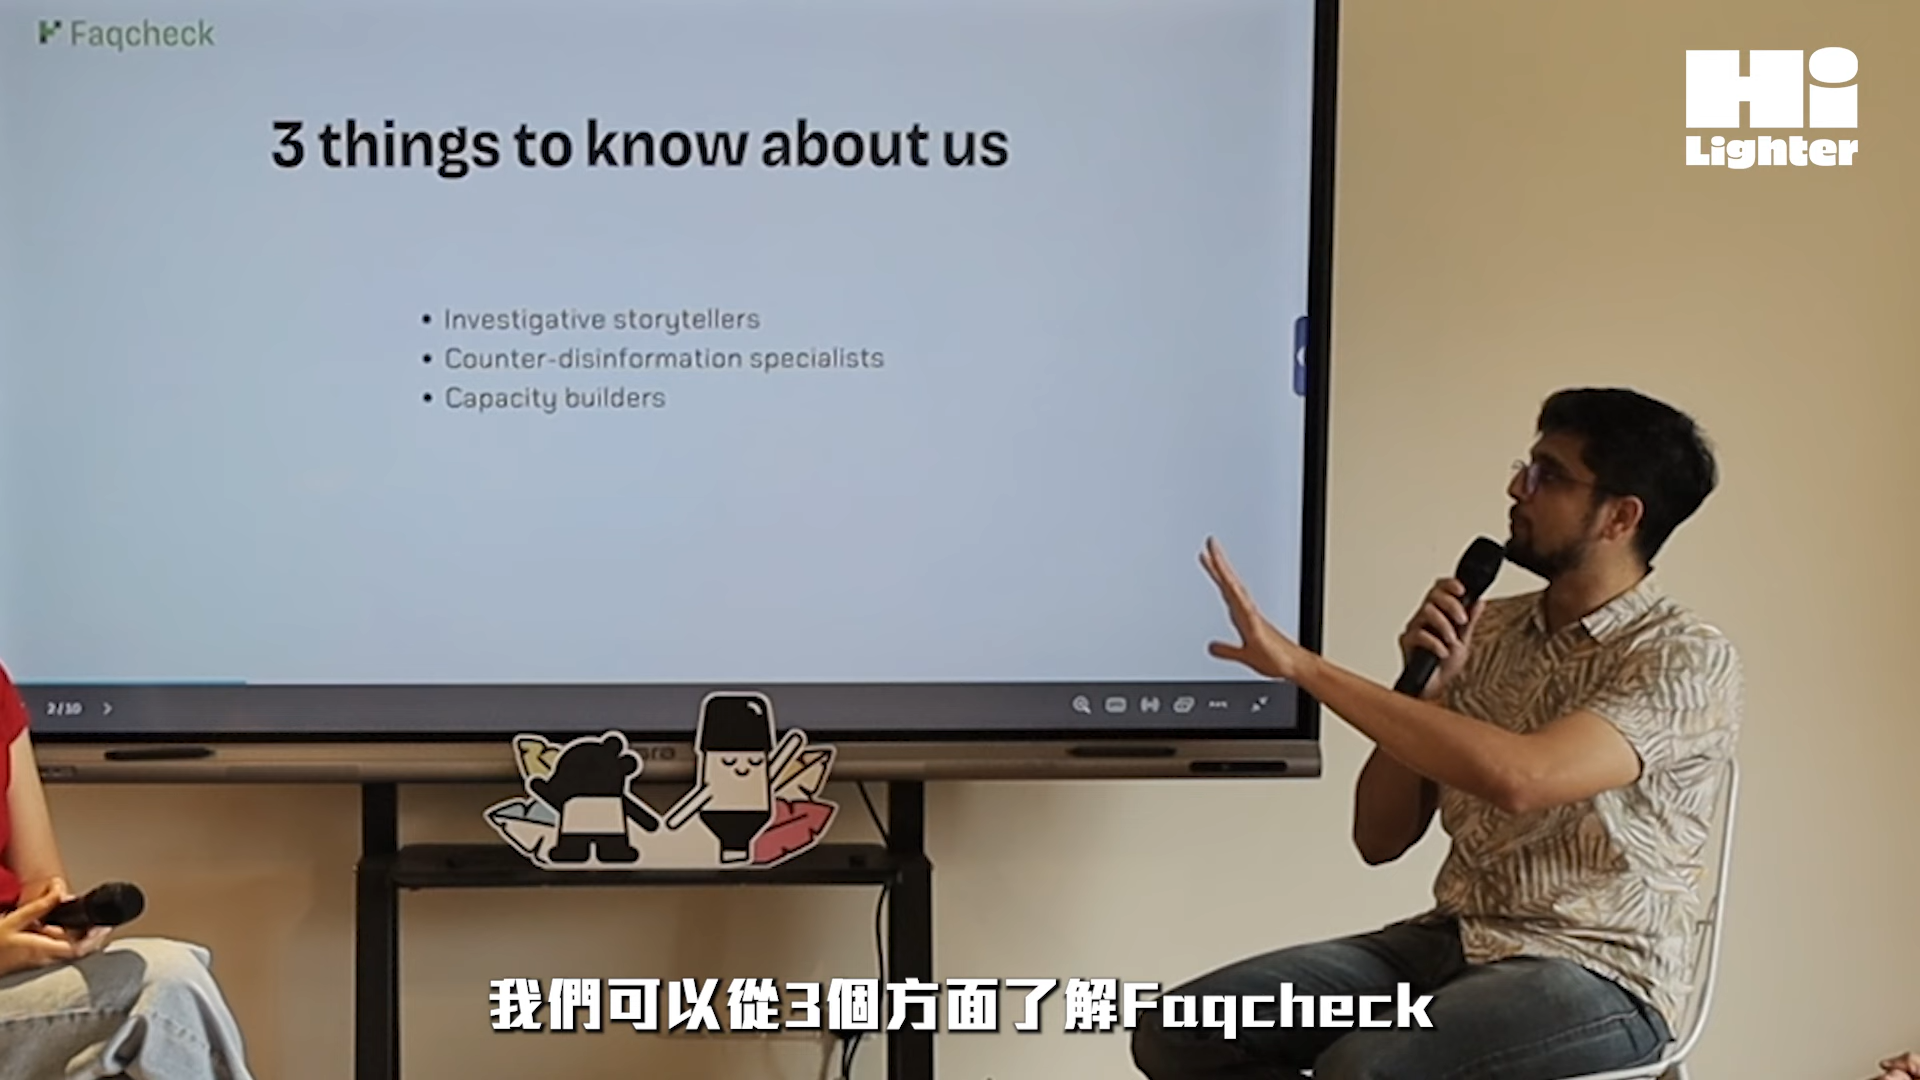 Faqcheck
Hi
Lighter
3 things to know about us
• Investigative storytellers
• Counter-disinformation specialists
• Capacity builders
2/10
我們可以從3個方面了解Faqcheck